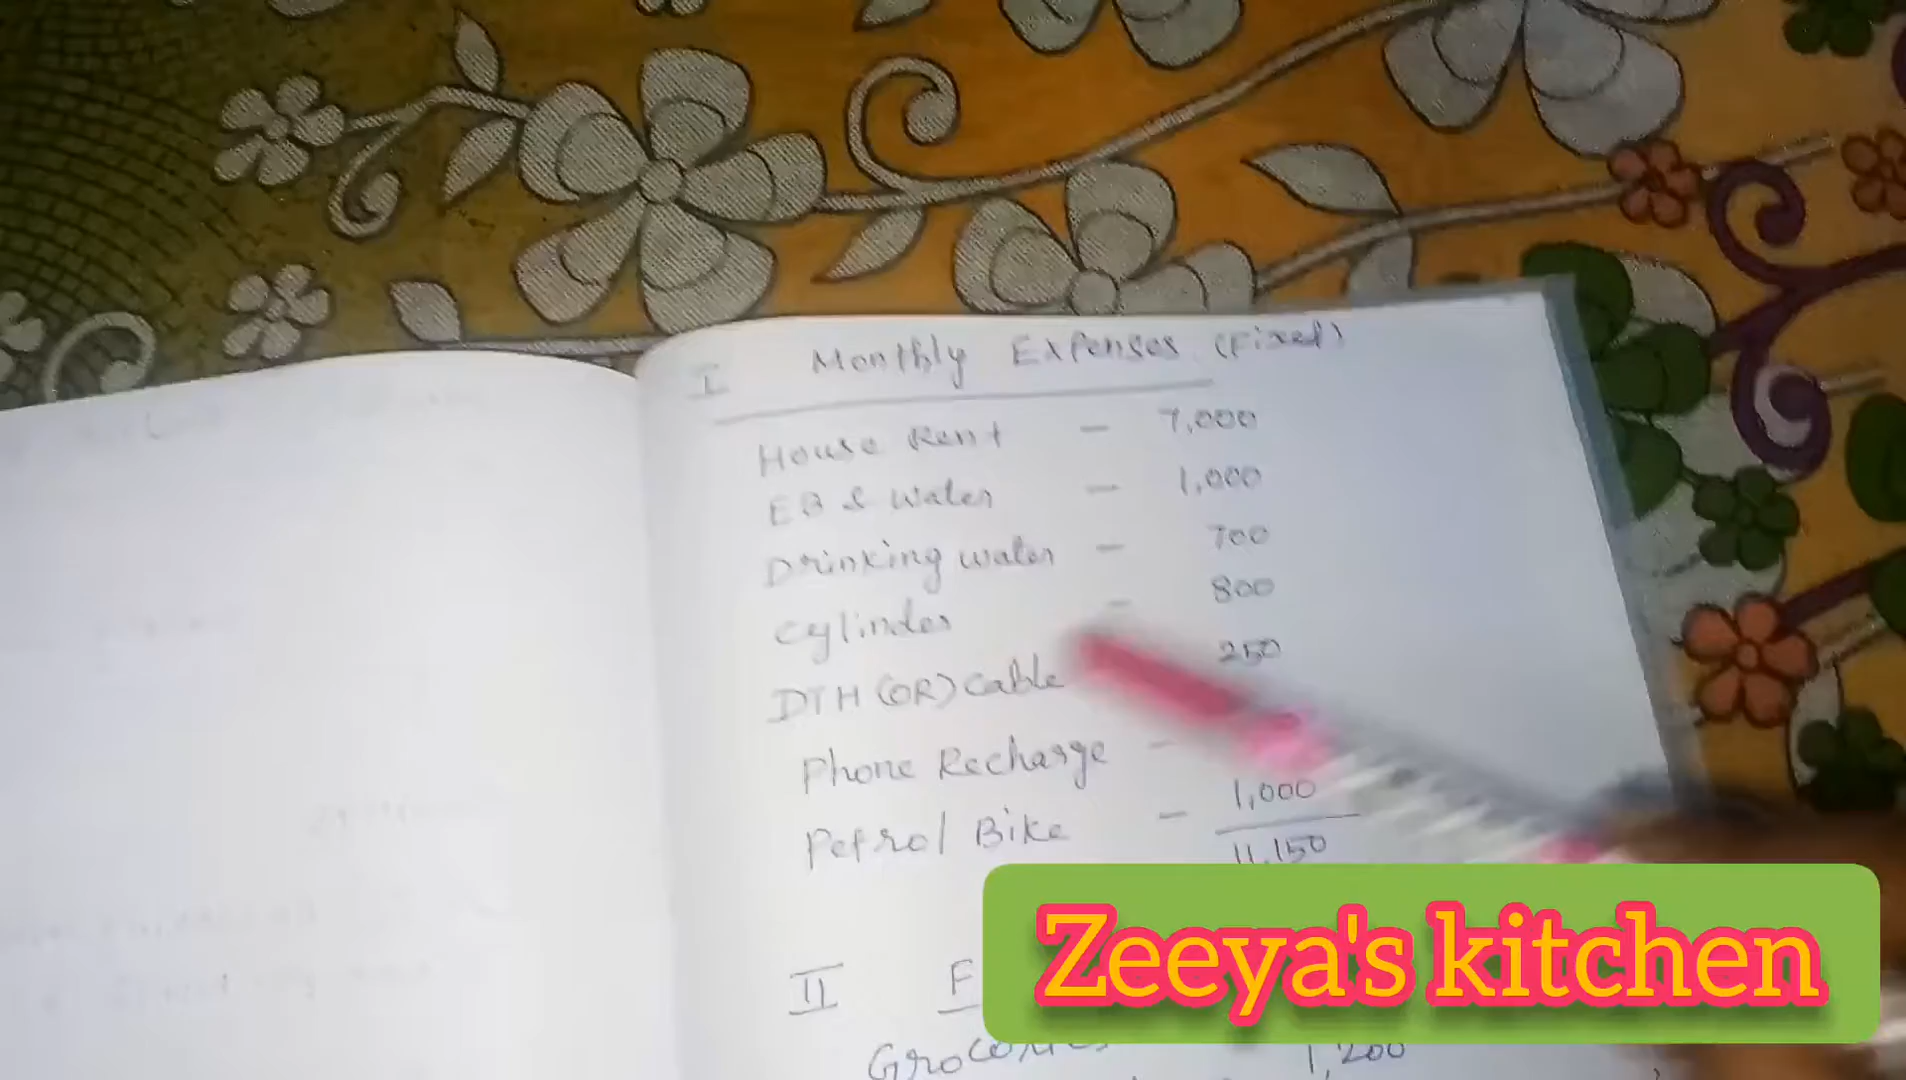 I Monthly Expenses (Fixed)
House Rent - 7,000
EB & Water - 1,000
Drinking water - 700
Cylinder - 800
DTH (OR) Cable 250
Phone Recharge -
Petrol Bike - 1,000
11,150
II F
Groceries 1,200
Zeeya's kitchen